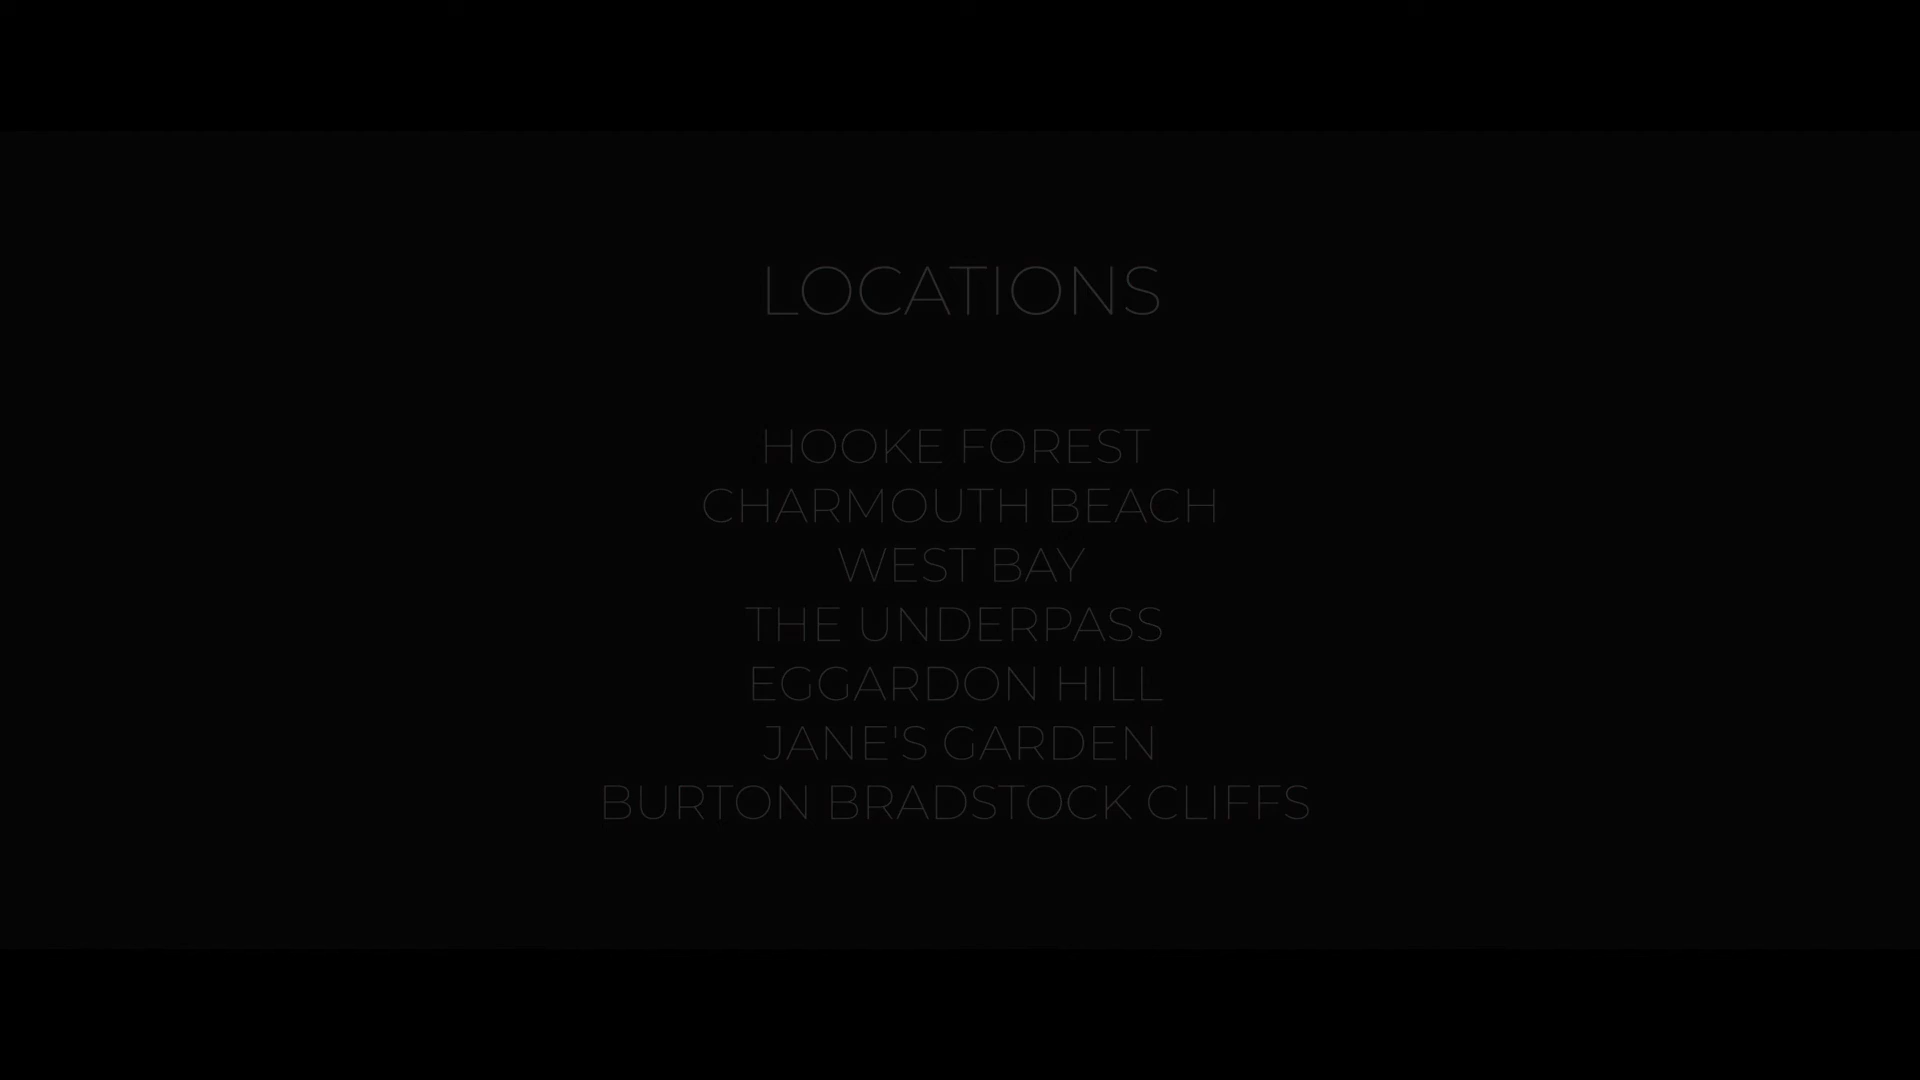 LOCATIONS
HOOKE FOREST
CHARMOUTH BEACH
WEST BAY
THE UNDERPASS
EGGARDON HILL
JANE'S GARDEN
BURTON BRADSTOCK CLIFFS